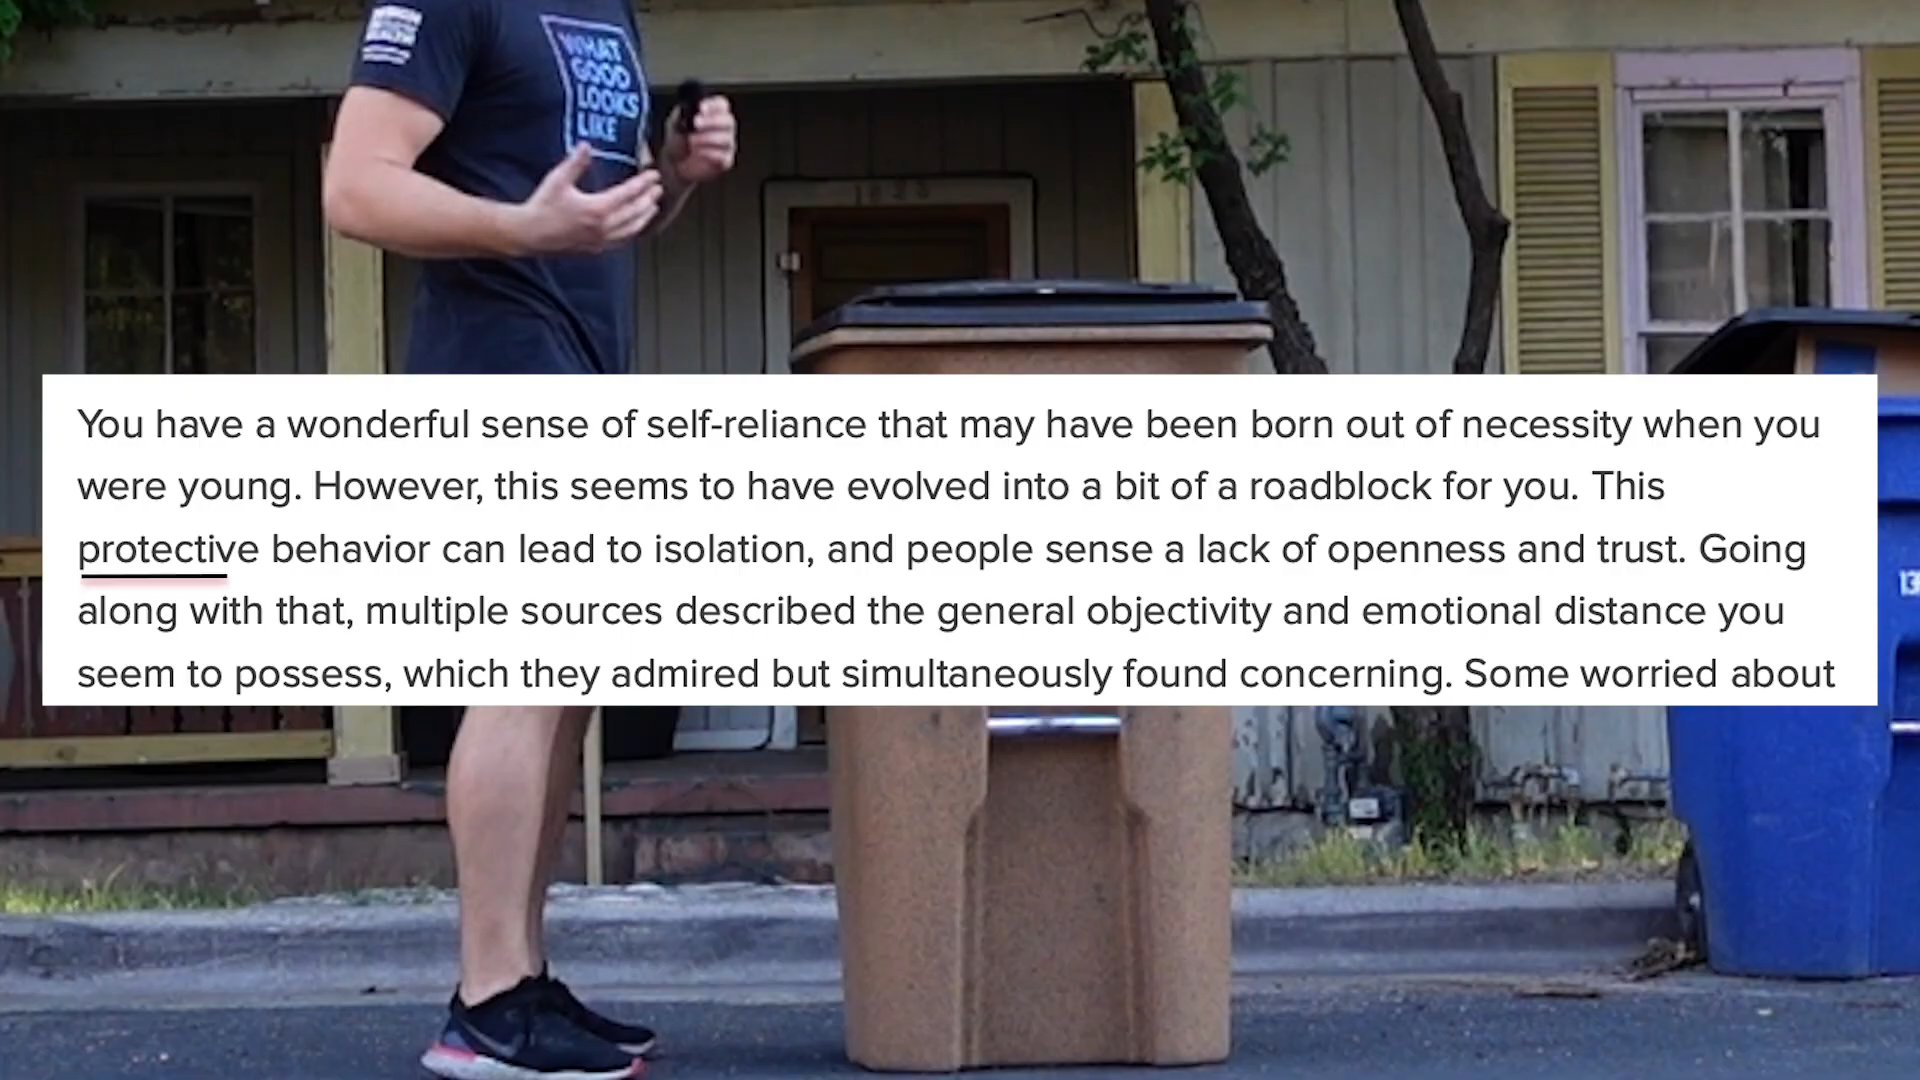 WHAT
GOOD
LOOKS
LIKE
You have a wonderful sense of self-reliance that may have been born out of necessity when you
were young. However, this seems to have evolved into a bit of a roadblock for you. This
protective behavior can lead to isolation, and people sense a lack of openness and trust. Going
along with that, multiple sources described the general objectivity and emotional distance you
seem to possess, which they admired but simultaneously found concerning. Some worried about
13